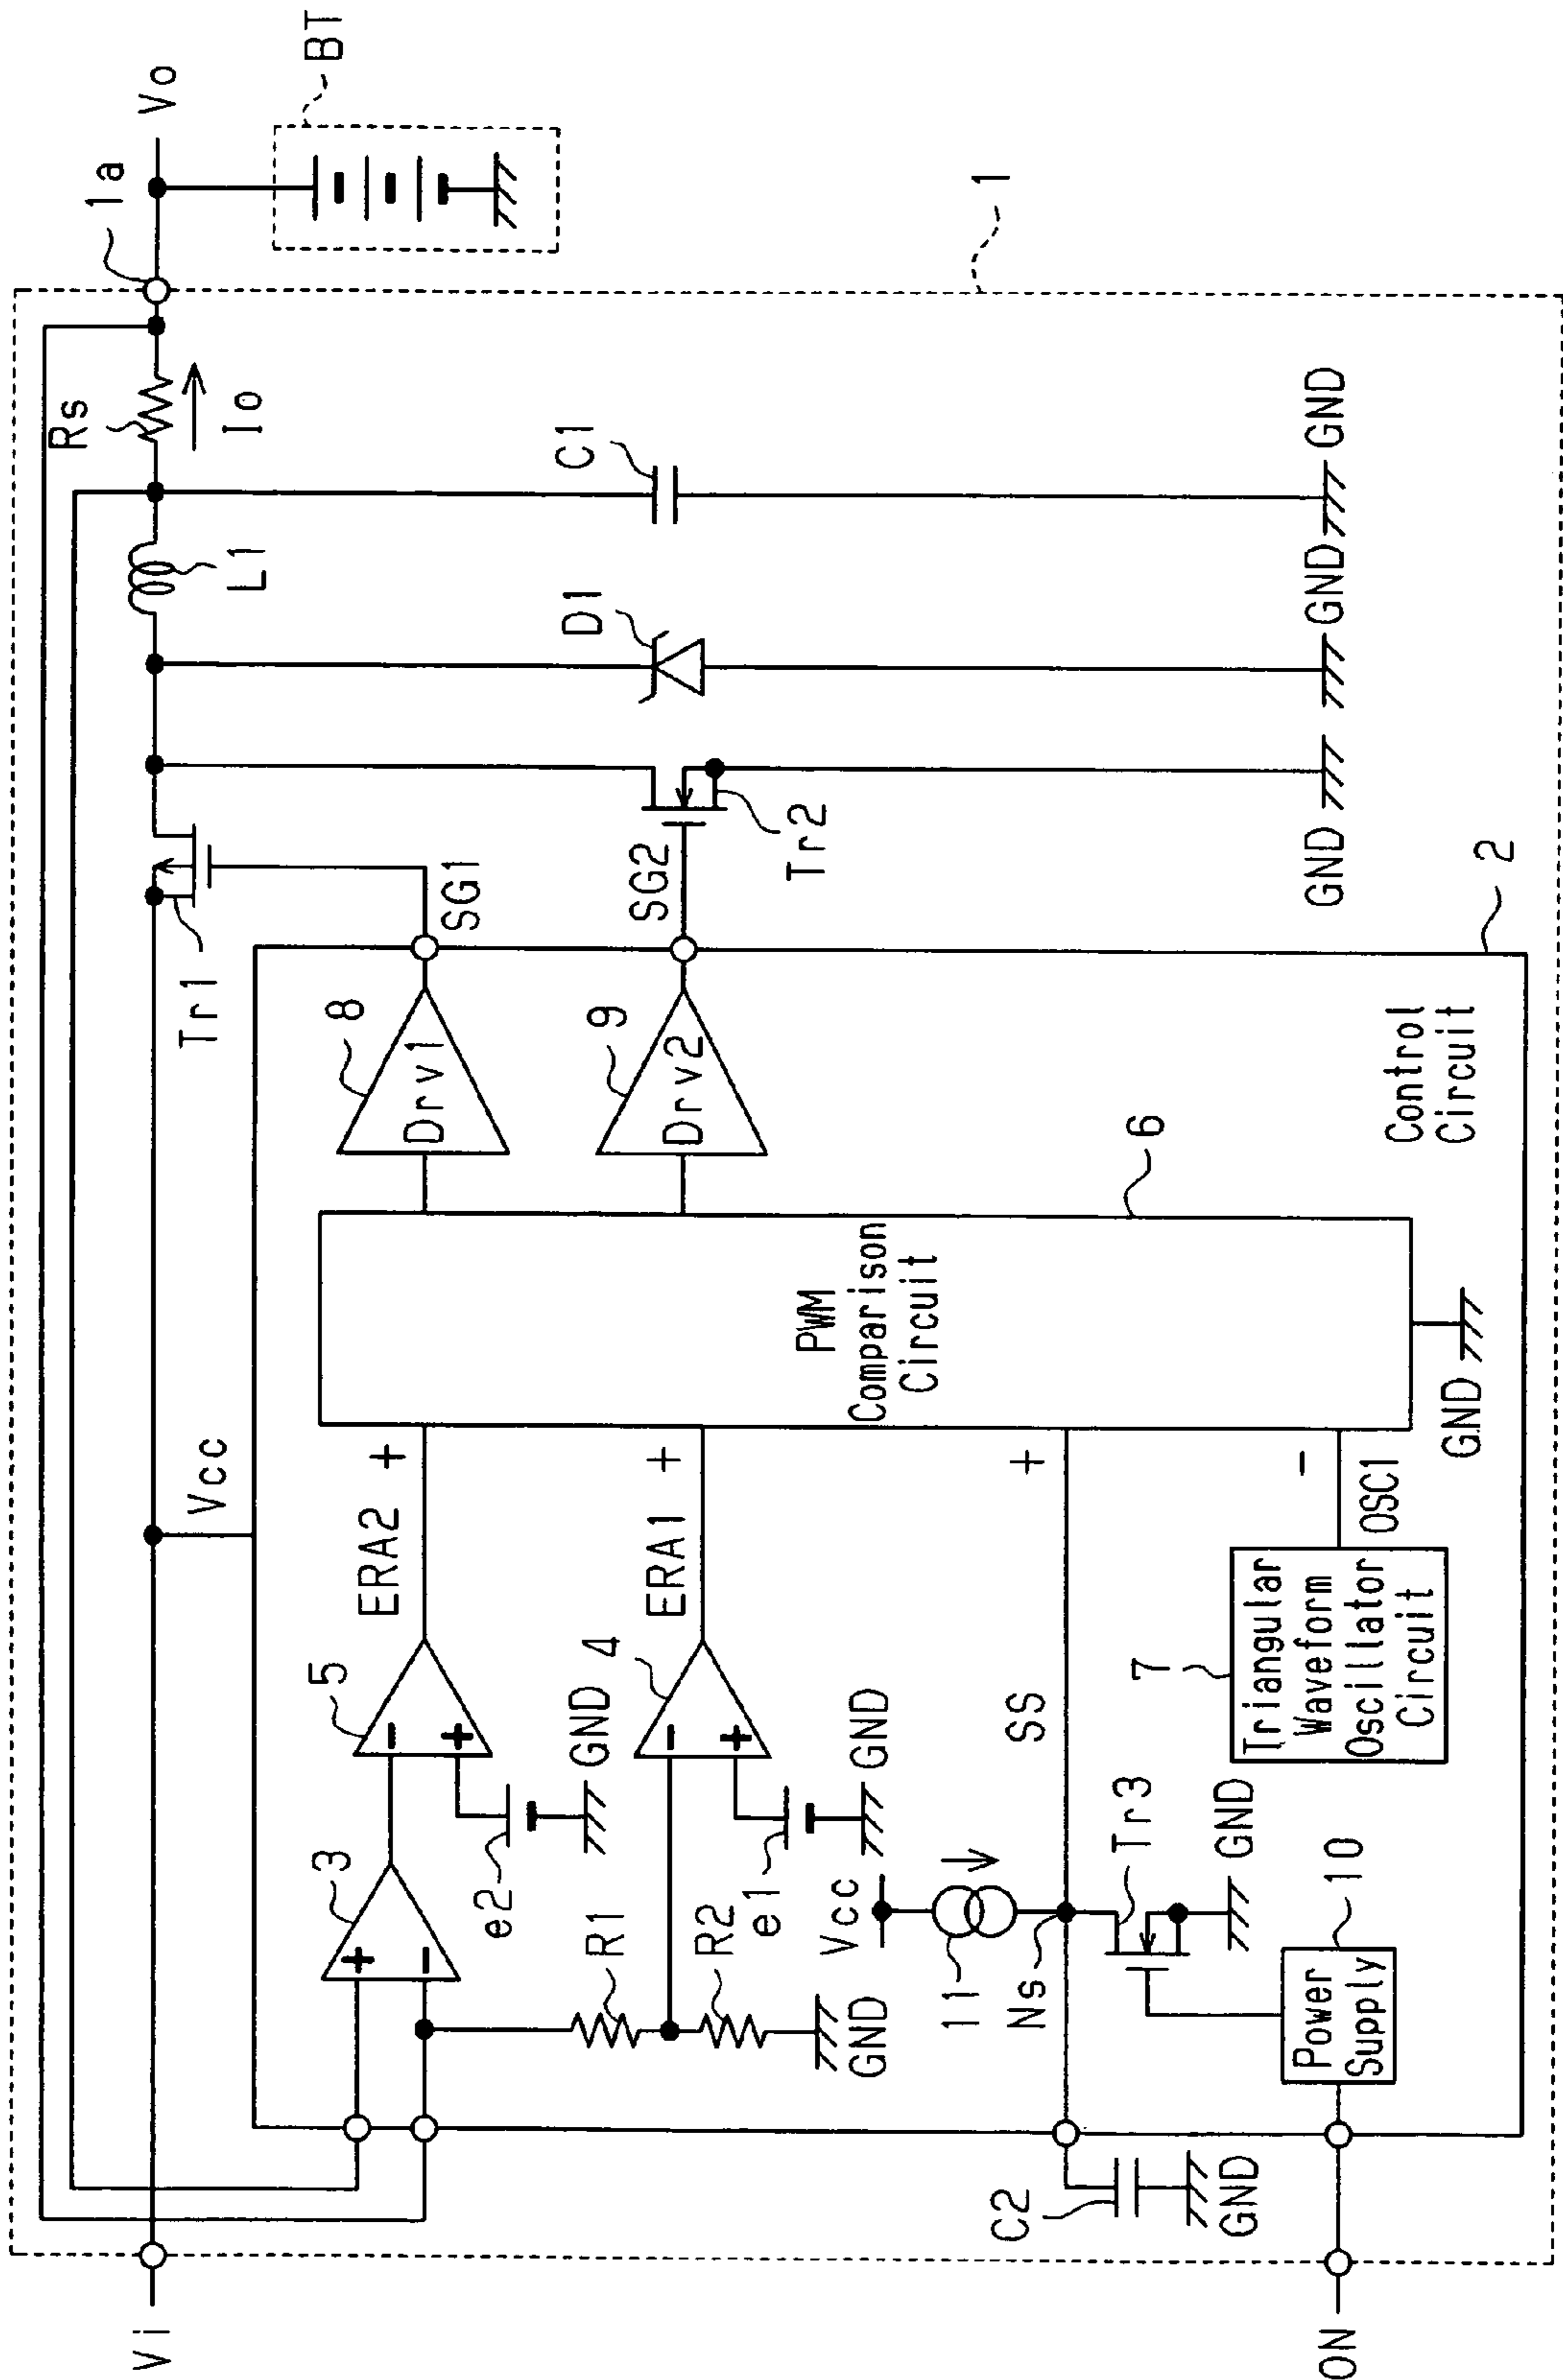 Vi
Vcc
Tr1
L1
Rs
Io
1a
Vo
BT
3
5
ERA2
+
8
Drv1
SG1
e2
GND
R1
4
ERA1
+
9
Drv2
SG2
Tr2
D1
C1
R2
e1
GND
GND
PWM
Comparison
Circuit
6
Vcc
11
Ns
SS
+
C2
GND
Tr3
GND
Power
Supply
10
ON
7
Triangular
Waveform
Oscillator
Circuit
OSC1
-
GND
Control
Circuit
2
GND
GND
GND
1